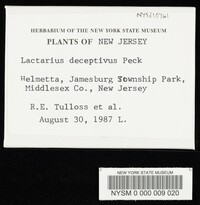 HERBARIUM OF THE NEW YORK STATE MUSEUM
PLANTS OF NEW JERSEY
Lactarius deceptivus Peck
Helmetta, Jamesburg Township Park,
Middlesex Co., New Jersey
R.E. Tulloss et al.
August 30, 1987 L.
NEW YORK STATE MUSEUM
NYSM 0 000 009 020